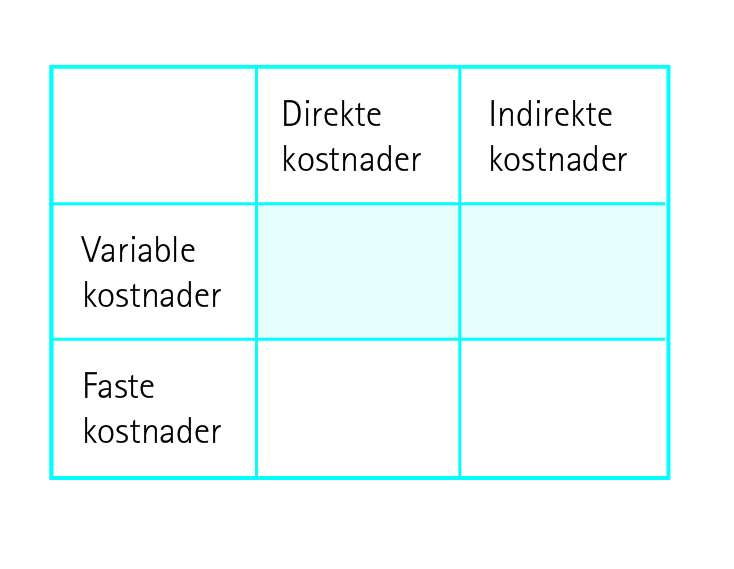 Direkte
kostnader
Indirekte
kostnader
Variable
kostnader
Faste
kostnader